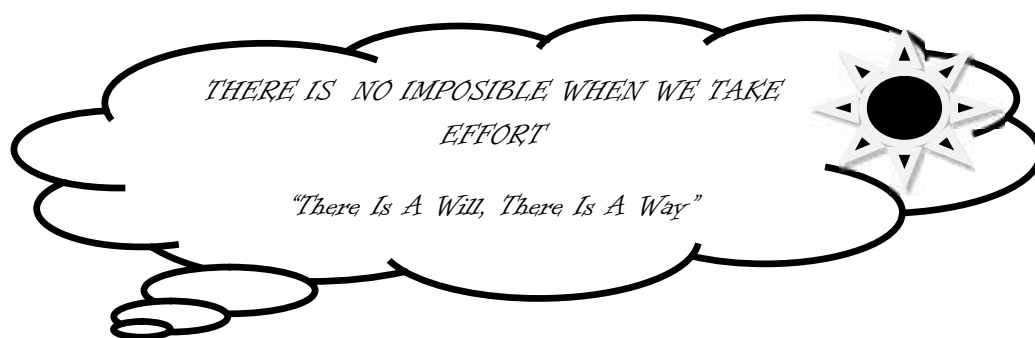 THERE IS NO IMPOSIBLE WHEN WE TAKE
EFFORT
“There Is A Will, There Is A Way”